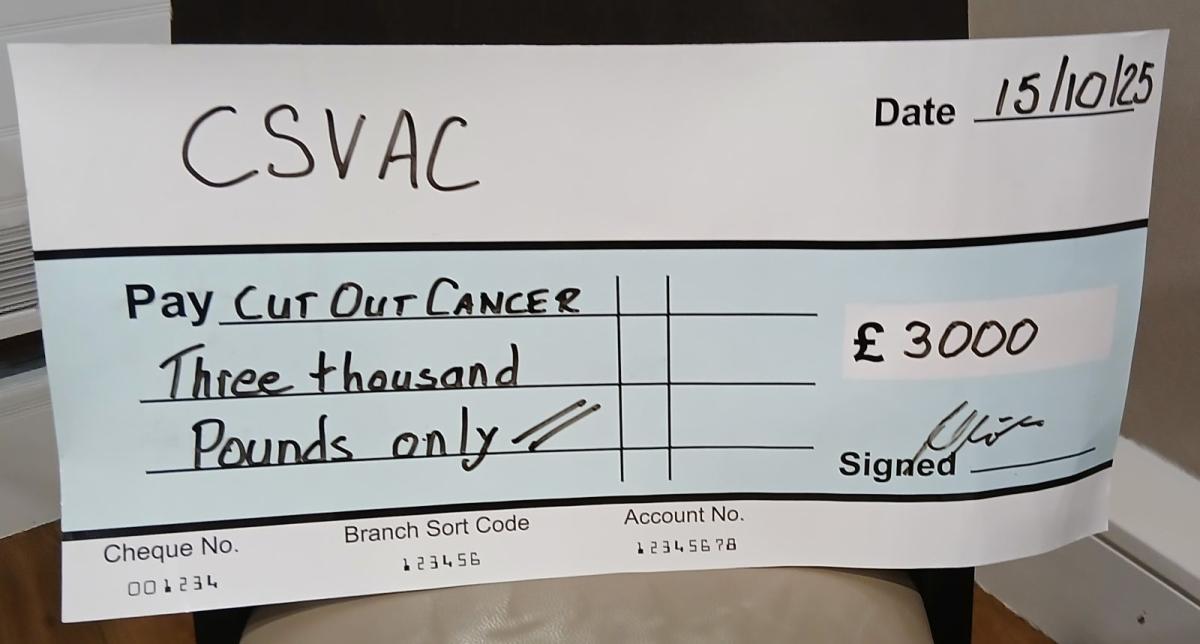 CSVAC
Date 15/10/25
Pay CUT OUT CANCER
Three thousand
£ 3000
Pounds only
Signed
Cheque No.
Branch Sort Code
Account No.
001234
123456
12345678